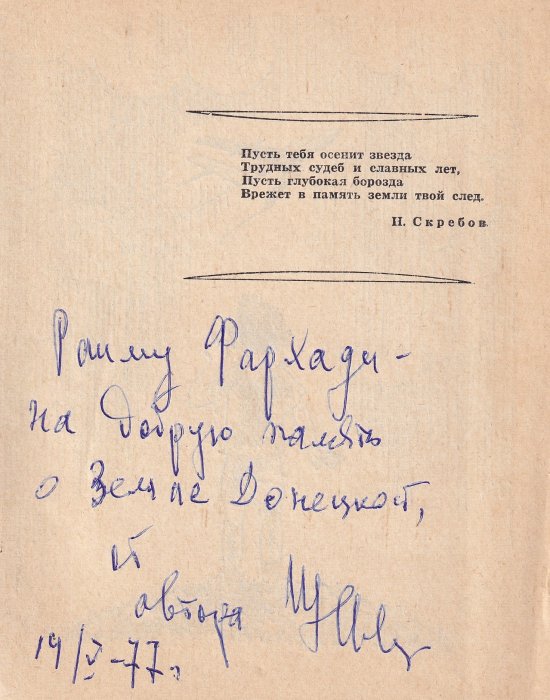 Пусть тебя осенит звезда
Трудных судеб и славных лет,
Пусть глубокая борозда
Врежет в память земли твой след.
Н. Скребов.
Раиму Фархади –
на добрую память
о Земле Донецкой,
от
автора
19/V–77 г.